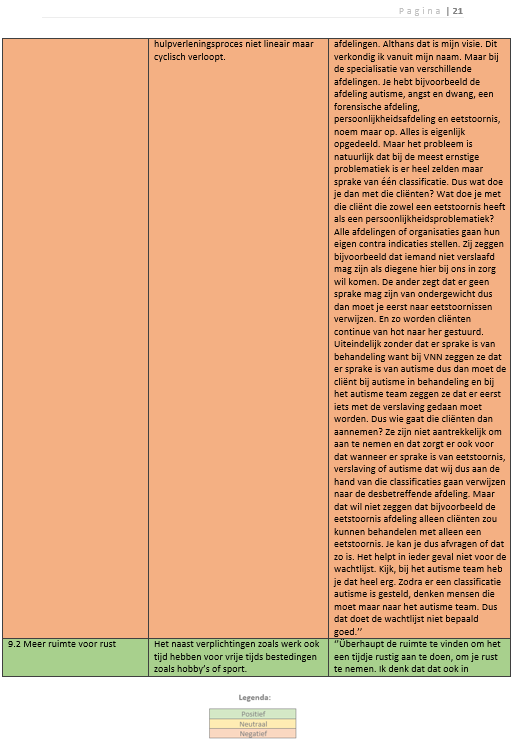 Pagina | 21
hulpverleningsproces niet lineair maar
cyclisch verloopt.
afdelingen. Althans dat is mijn visie. Dit
verkondig ik vanuit mijn naam. Maar bij
de specialisatie van verschillende
afdelingen. Je hebt bijvoorbeeld de
afdeling autisme, angst en dwang, een
forensische afdeling,
persoonlijkheidsafdeling en eetstoornis,
noem maar op. Alles is eigenlijk
opgedeeld. Maar het probleem is
natuurlijk dat bij de meest ernstige
problematiek is er heel zelden maar
sprake van één classificatie. Dus wat doe
je dan met die cliënten? Wat doe je met
die cliënt die zowel een eetstoornis heeft
als een persoonlijkheidsproblematiek?
Alle afdelingen of organisaties gaan hun
eigen contra indicaties stellen. Zij zeggen
bijvoorbeeld dat iemand niet verslaafd
mag zijn als diegene hier bij ons in zorg
wil komen. De ander zegt dat er geen
sprake mag zijn van ondergewicht dus
dan moet je eerst naar eetstoornissen
verwijzen. En zo worden cliënten
continue van hot naar her gestuurd.
Uiteindelijk zonder dat er sprake is van
behandeling want bij VNN zeggen ze dat
er sprake is van autisme dus dan moet de
cliënt bij autisme in behandeling en bij
het autisme team zeggen ze dat er eerst
iets met de verslaving gedaan moet
worden. Dus wie gaat die cliënten dan
aannemen? Ze zijn niet aantrekkelijk om
aan te nemen en dat zorgt er ook voor
dat wanneer er sprake is van eetstoornis,
verslaving of autisme dat wij dus aan de
hand van die classificaties gaan verwijzen
naar de desbetreffende afdeling. Maar
dat wil niet zeggen dat bijvoorbeeld de
eetstoornis afdeling alleen cliënten zou
kunnen behandelen met alleen een
eetstoornis. Je kan je dus afvragen of dat
zo is. Het helpt in ieder geval niet voor de
wachtlijst. Kijk, bij het autisme team heb
je dat heel erg. Zodra er een classificatie
autisme is gesteld, denken mensen die
moet maar naar het autisme team. Dus
dat doet de wachtlijst niet bepaald
goed.’’
9.2 Meer ruimte voor rust
Het naast verplichtingen zoals werk ook
tijd hebben voor vrije tijds bestedingen
zoals hobby’s of sport.
‘’Überhaupt de ruimte te vinden om het
een tijdje rustig aan te doen, om je rust
te nemen. Ik denk dat dat ook in
Legenda:
Positief
Neutraal
Negatief